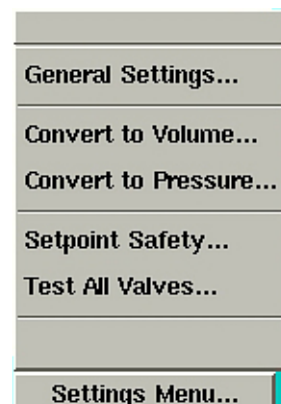 General Settings...
Convert to Volume...
Convert to Pressure...
Setpoint Safety...
Test All Valves...
Settings Menu...